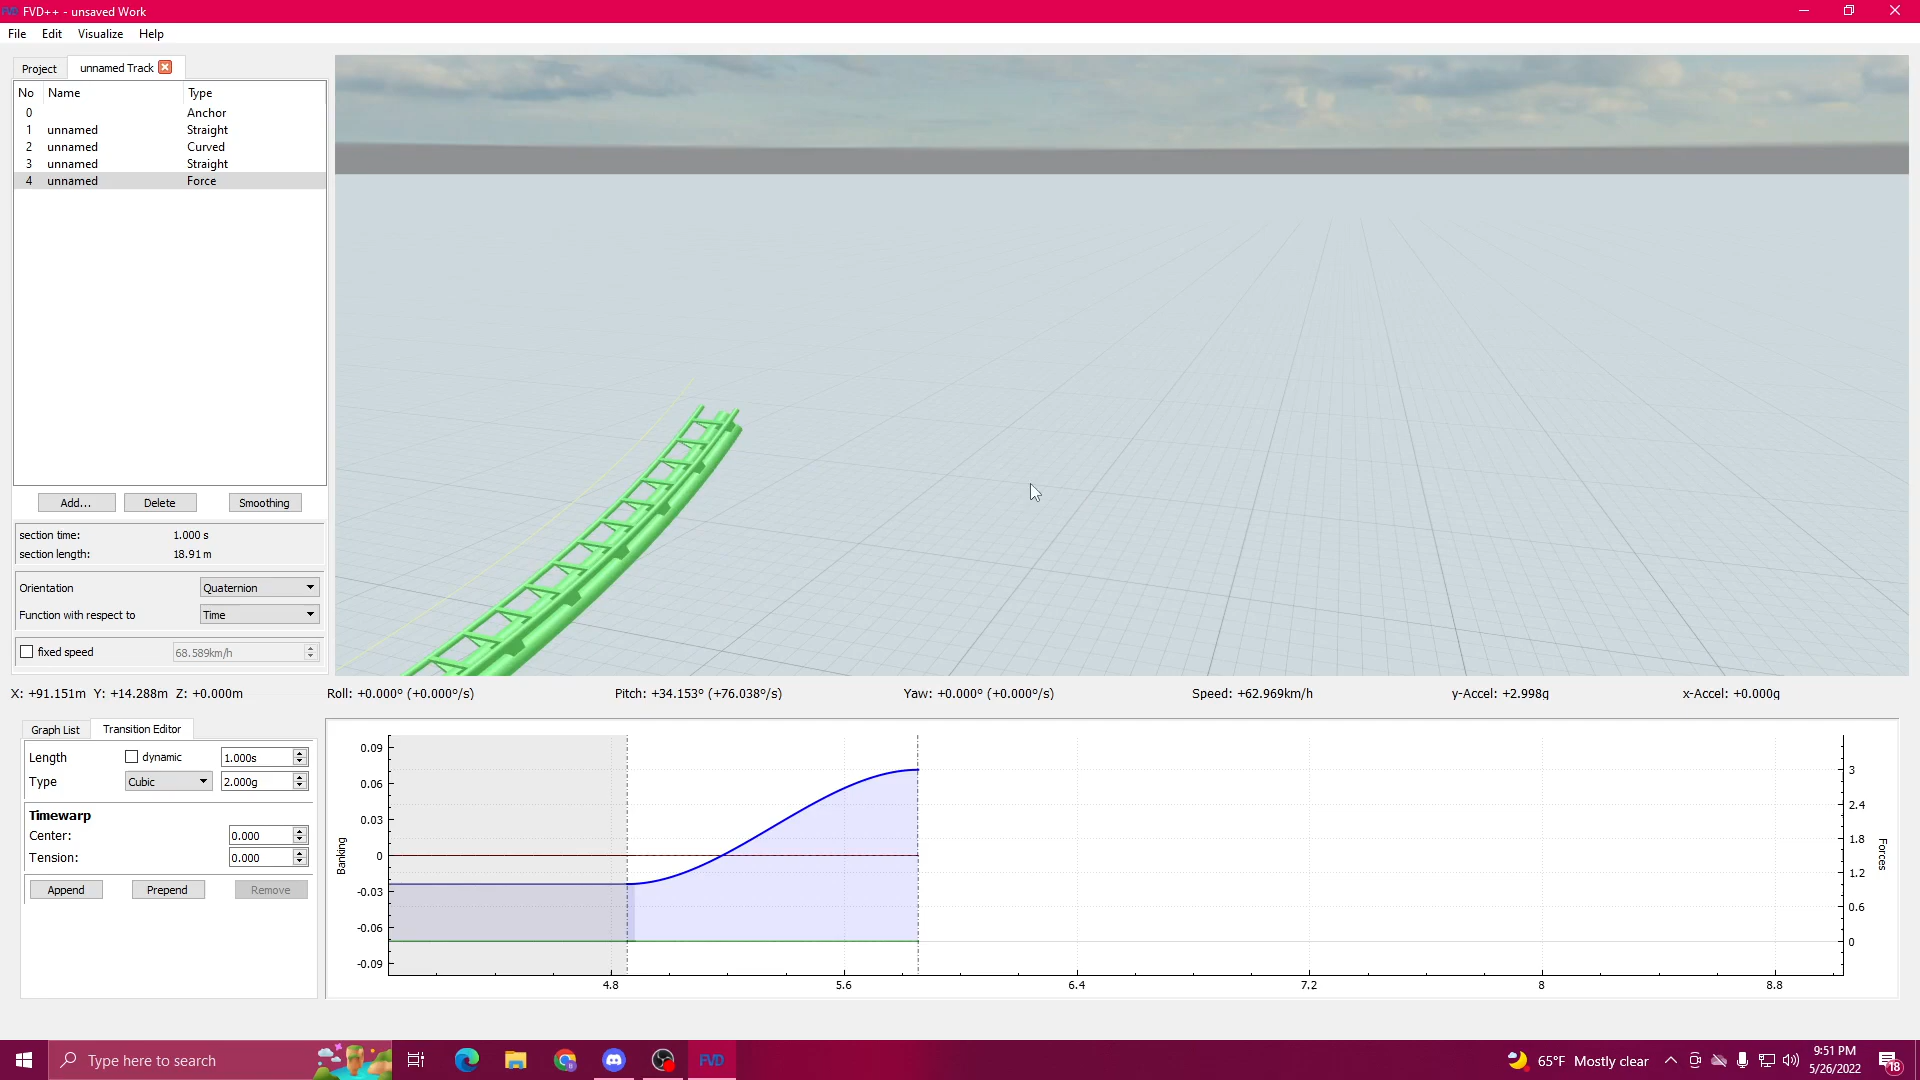 FVD++ - unsaved Work
File Edit Visualize Help
Project unnamed Track
No Name Type
0 Anchor
1 unnamed Straight
2 unnamed Curved
3 unnamed Straight
4 unnamed Force
Add... Delete Smoothing
section time: 1.000 s
section length: 18.91 m
Orientation Quaternion
Function with respect to Time
fixed speed 68.589km/h
X: +91.151m Y: +14.288m Z: +0.000m Roll: +0.000° (+0.000°/s) Pitch: +34.153° (+76.038°/s) Yaw: +0.000° (+0.000°/s) Speed: +62.969km/h y-Accel: +2.998g x-Accel: +0.000g
Graph List Transition Editor
Length dynamic 1.000s
Type Cubic 2.000g
Timewarp
Center: 0.000
Tension: 0.000
Append Prepend Remove
Banking
0.09
0.06
0.03
0
-0.03
-0.06
-0.09
4.8 5.6 6.4 7.2 8 8.8
3
2.4
1.8
1.2
0.6
0
Forces
Type here to search
FVD
65°F Mostly clear
9:51 PM
5/26/2022
18